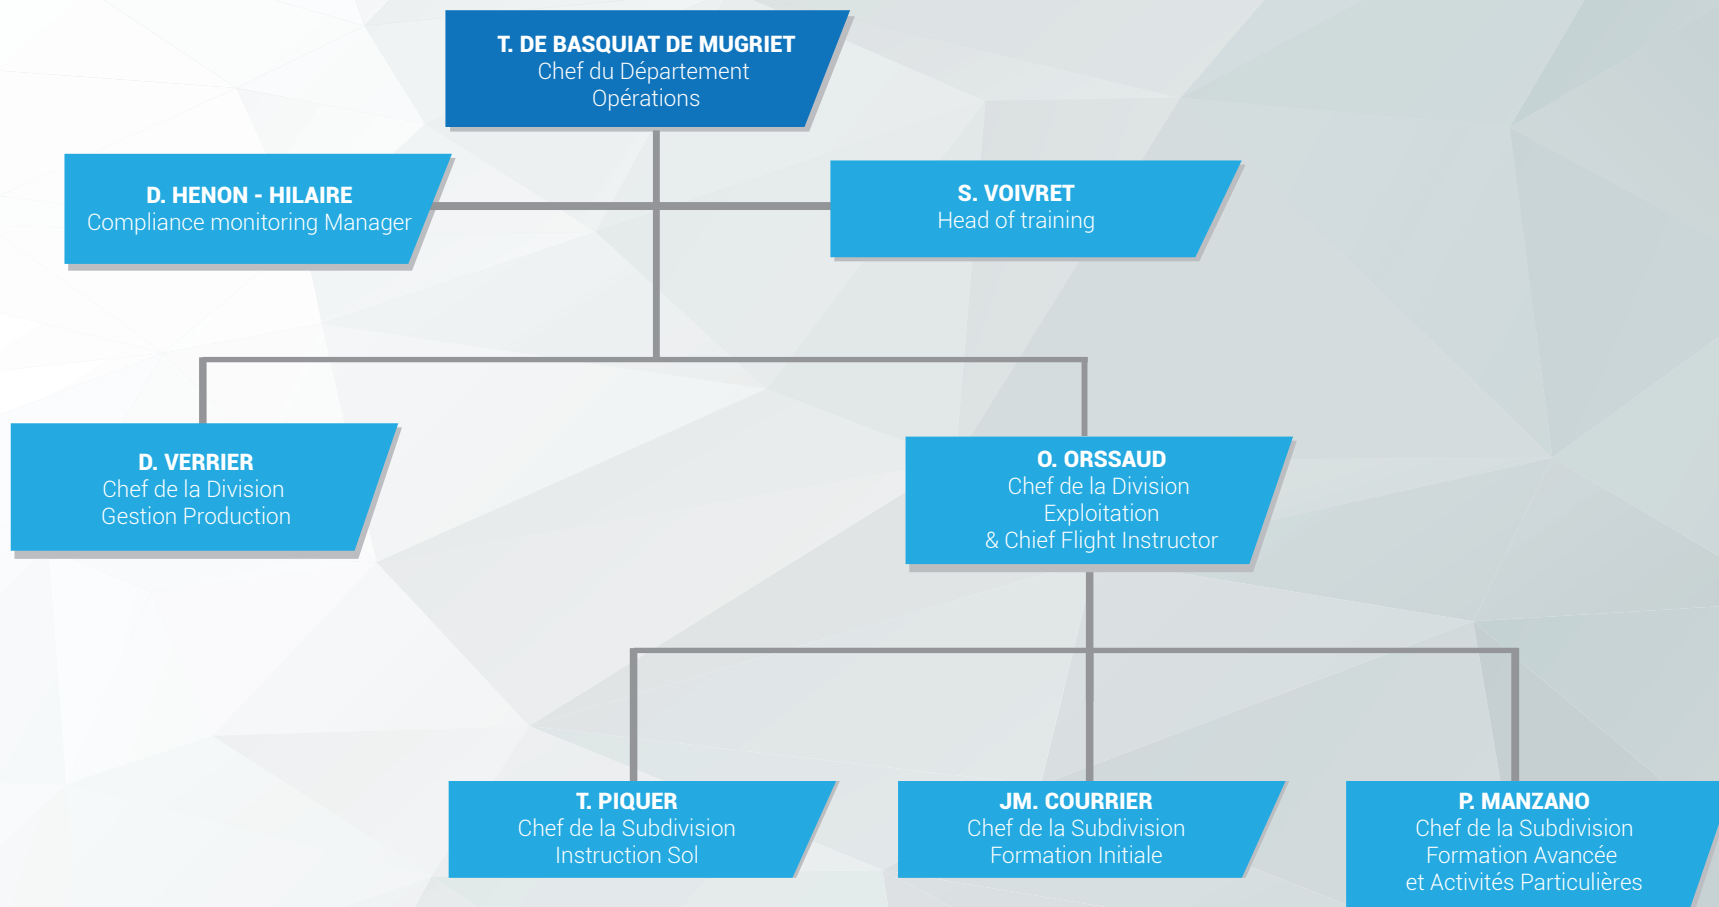 T. DE BASQUIAT DE MUGRIET
Chef du Département
Opérations
D. HENON - HILAIRE
Compliance monitoring Manager
S. VOIVRET
Head of training
D. VERRIER
Chef de la Division
Gestion Production
O. ORSSAUD
Chef de la Division
Exploitation
& Chief Flight Instructor
T. PIQUER
Chef de la Subdivision
Instruction Sol
JM. COURRIER
Chef de la Subdivision
Formation Initiale
P. MANZANO
Chef de la Subdivision
Formation Avancée
et Activités Particulières